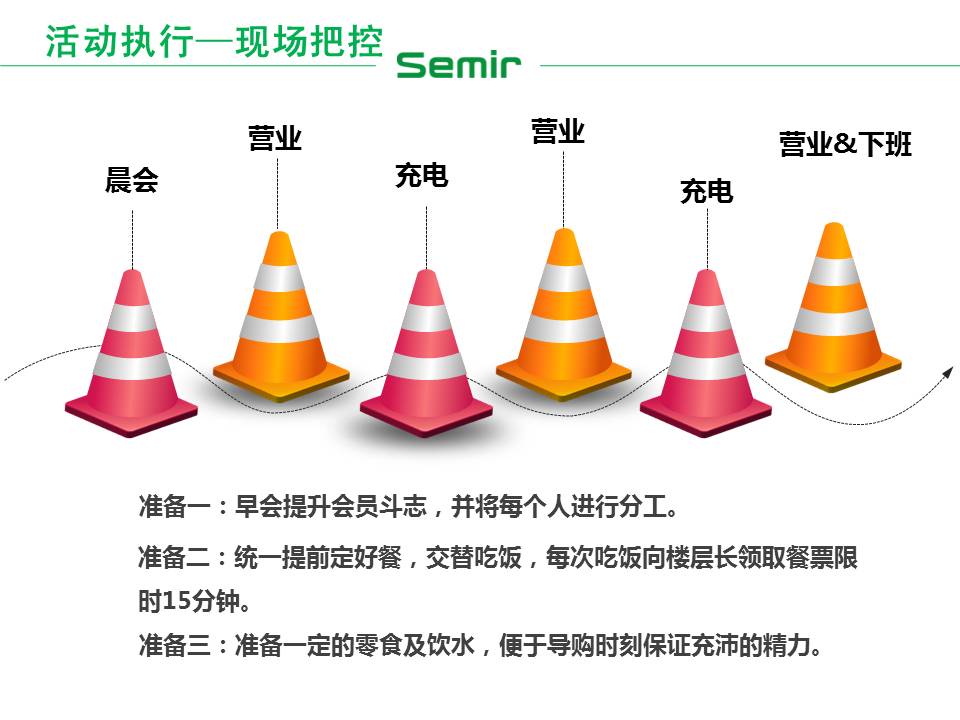 活动执行—现场把控
Semir
晨会
营业
充电
营业
充电
营业&下班
准备一：早会提升会员斗志，并将每个人进行分工。
准备二：统一提前定好餐，交替吃饭，每次吃饭向楼层长领取餐票限
时15分钟。
准备三：准备一定的零食及饮水，便于导购时刻保证充沛的精力。